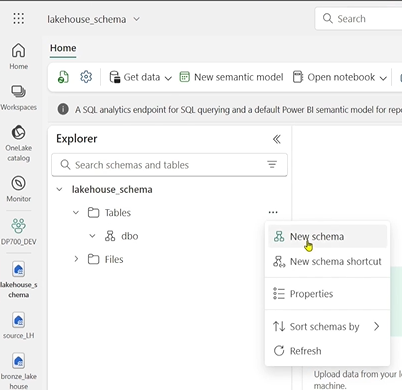 lakehouse_schema
Search
Home
Home
Get data
New semantic model
Open notebook
A SQL analytics endpoint for SQL querying and a default Power BI semantic model for
Workspaces
Explorer
Search schemas and tables
OneLake
catalog
lakehouse_schema
Monitor
Tables
...
DP700_DEV
dbo
New schema
Files
New schema shortcut
lakehouse_s
chema
Properties
source_LH
Sort schemas by
Refresh
bronze_lake
house
Upload data from your